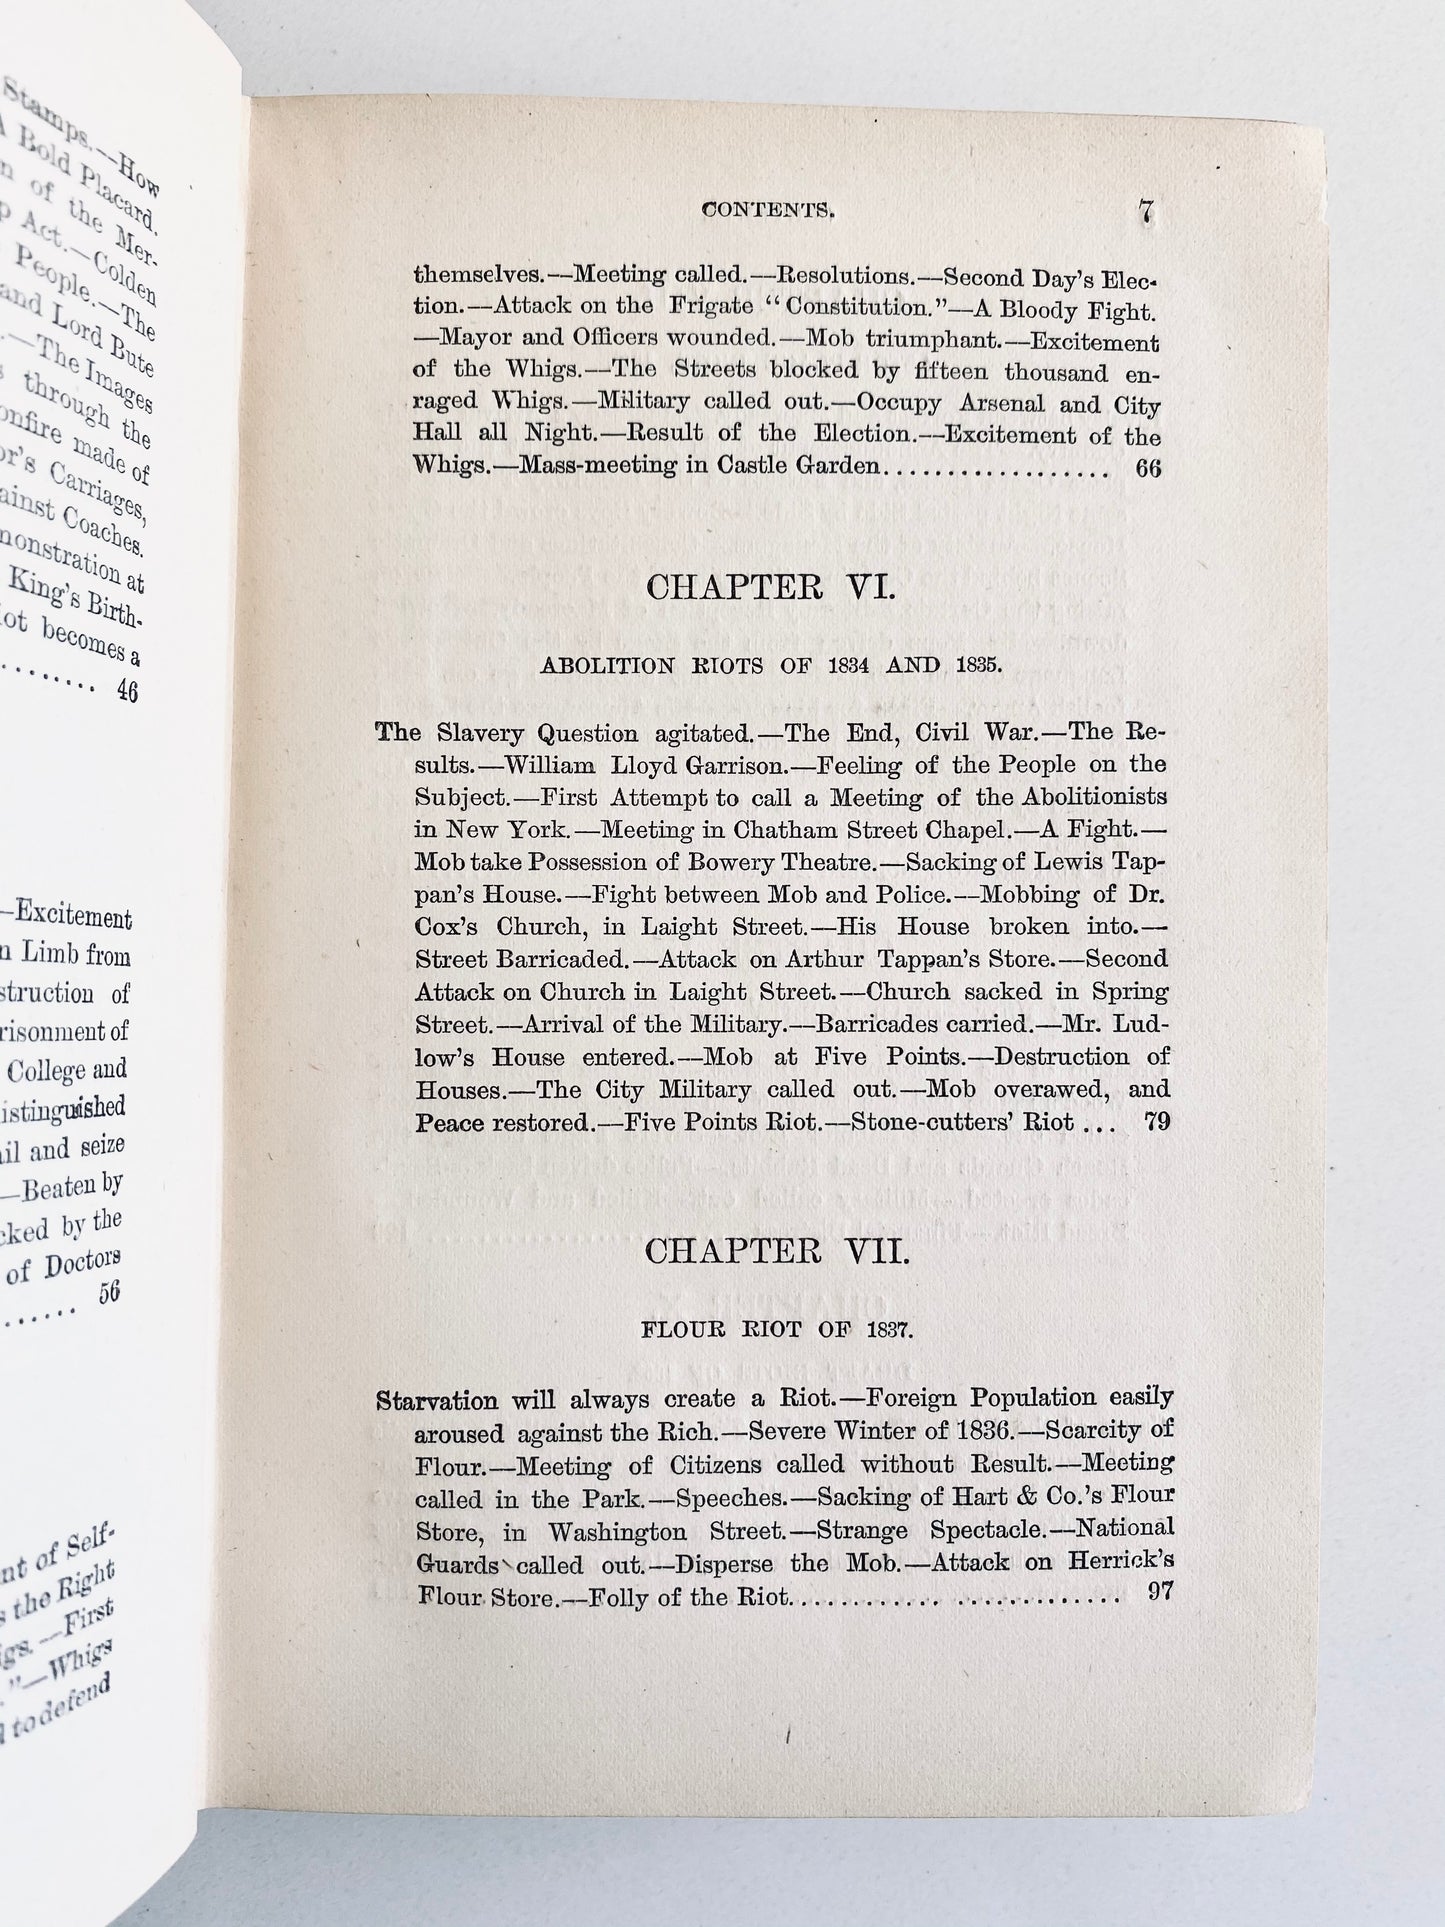 Stamps.—How
A Bold Placard.
of the Mer-
Act.—Colden
People.—The
and Lord Bute
.—The Images
through the
made of
Carriages,
Coaches.
at
King's Birth-
becomes a
........ 46
—Excitement
Limb from
of
of
College and
and seize
—Beaten by
by the
of Doctors
...... 56
of Self-
the Right
—First
."—Whigs
to defend
CONTENTS. 7
themselves.—Meeting called.—Resolutions.—Second Day's Elec-
tion.—Attack on the Frigate "Constitution."—A Bloody Fight.
—Mayor and Officers wounded.—Mob triumphant.—Excitement
of the Whigs.—The Streets blocked by fifteen thousand en-
raged Whigs.—Military called out.—Occupy Arsenal and City
Hall all Night.—Result of the Election.—Excitement of the
Whigs.—Mass-meeting in Castle Garden.................. 66
CHAPTER VI.
ABOLITION RIOTS OF 1834 AND 1835.
The Slavery Question agitated.—The End, Civil War.—The Re-
sults.—William Lloyd Garrison.—Feeling of the People on the
Subject.—First Attempt to call a Meeting of the Abolitionists
in New York.—Meeting in Chatham Street Chapel.—A Fight.—
Mob take Possession of Bowery Theatre.—Sacking of Lewis Tap-
pan's House.—Fight between Mob and Police.—Mobbing of Dr.
Cox's Church, in Laight Street.—His House broken into.—
Street Barricaded.—Attack on Arthur Tappan's Store.—Second
Attack on Church in Laight Street.—Church sacked in Spring
Street.—Arrival of the Military.—Barricades carried.—Mr. Lud-
low's House entered.—Mob at Five Points.—Destruction of
Houses.—The City Military called out.—Mob overawed, and
Peace restored.—Five Points Riot.—Stone-cutters' Riot ... 79
CHAPTER VII.
FLOUR RIOT OF 1837.
Starvation will always create a Riot.—Foreign Population easily
aroused against the Rich.—Severe Winter of 1836.—Scarcity of
Flour.—Meeting of Citizens called without Result.—Meeting
called in the Park.—Speeches.—Sacking of Hart & Co.'s Flour
Store, in Washington Street.—Strange Spectacle.—National
Guards called out.—Disperse the Mob.—Attack on Herrick's
Flour Store.—Folly of the Riot............ ............. 97